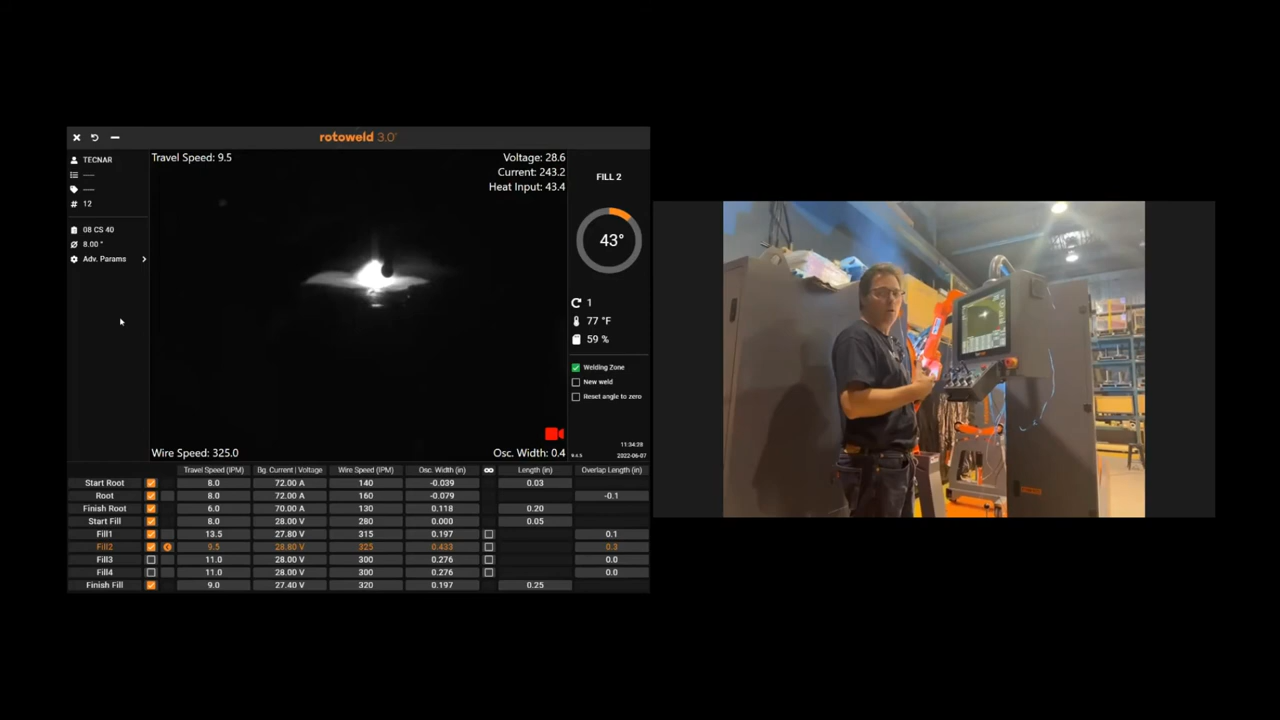 rotoweld 3.0
TECNAR
12
08 CS 40
8.00 "
Adv. Params
Travel Speed: 9.5
Voltage: 28.6
Current: 243.2
Heat Input: 43.4
Wire Speed: 325.0
Osc. Width: 0.4
FILL 2
43°
1
77 °F
59 %
Welding Zone
New weld
Reset angle to zero
11:34:28
2022-06-07
Travel Speed (IPM) Bg. Current | Voltage Wire Speed (IPM) Osc. Width (in) Length (in) Overlap Length (in)
Start Root 8.0 72.00 A 140 -0.039 0.03
Root 8.0 72.00 A 160 -0.079 -0.1
Finish Root 6.0 70.00 A 130 0.118 0.20
Start Fill 8.0 28.00 V 280 0.000 0.05
Fill1 13.5 27.80 V 315 0.197 0.1
Fill2 9.5 28.80 V 325 0.433 0.3
Fill3 11.0 28.00 V 300 0.276 0.0
Fill4 11.0 28.00 V 300 0.276 0.0
Finish Fill 9.0 27.40 V 320 0.197 0.25